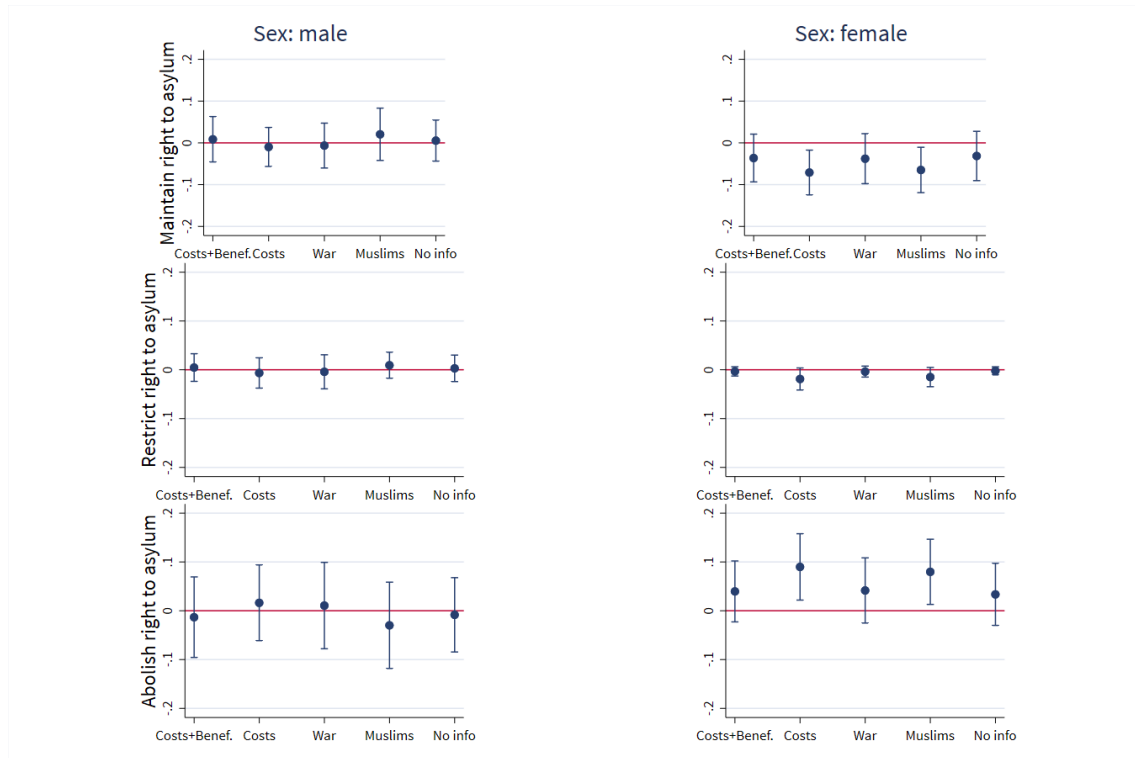 Sex: male
Sex: female
Maintain right to asylum
.2
.1
0
-.1
-.2
Costs+Benef. Costs War Muslims No info
.2
.1
0
-.1
-.2
Costs+Benef. Costs War Muslims No info
Restrict right to asylum
.2
.1
0
-.1
-.2
Costs+Benef. Costs War Muslims No info
.2
.1
0
-.1
-.2
Costs+Benef. Costs War Muslims No info
Abolish right to asylum
.2
.1
0
-.1
-.2
Costs+Benef. Costs War Muslims No info
.2
.1
0
-.1
-.2
Costs+Benef. Costs War Muslims No info